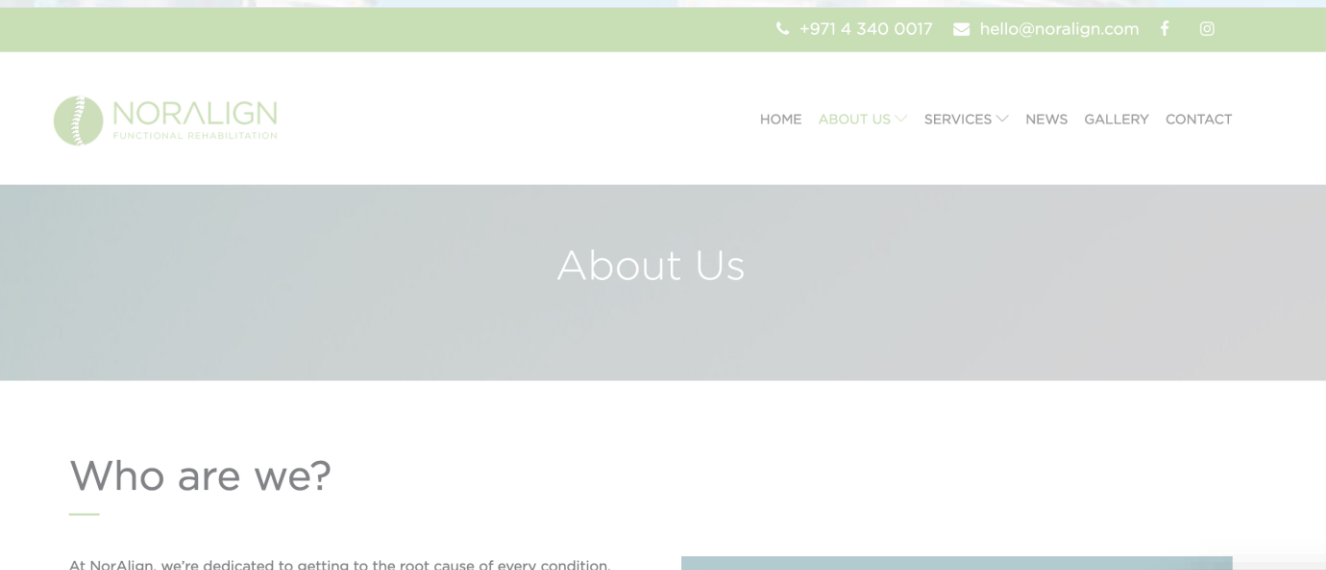 +971 4 340 0017 hello@noralign.com
NORALIGN
FUNCTIONAL REHABILITATION
HOME ABOUT US SERVICES NEWS GALLERY CONTACT
About Us
Who are we?
At NorAlign, we're dedicated to getting to the root cause of every condition.